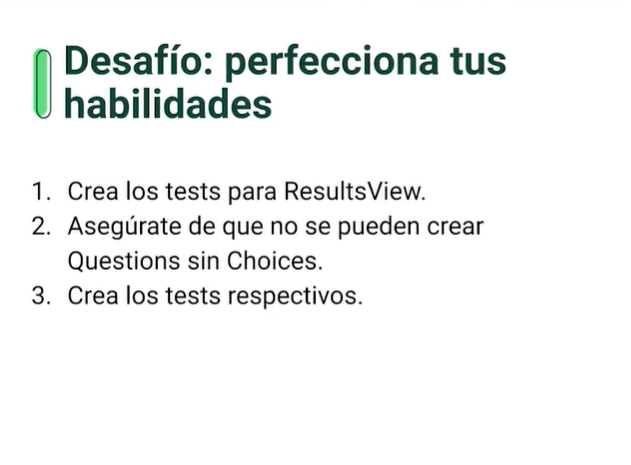 Desafío: perfecciona tus
habilidades
1. Crea los tests para ResultsView.
2. Asegúrate de que no se pueden crear
Questions sin Choices.
3. Crea los tests respectivos.